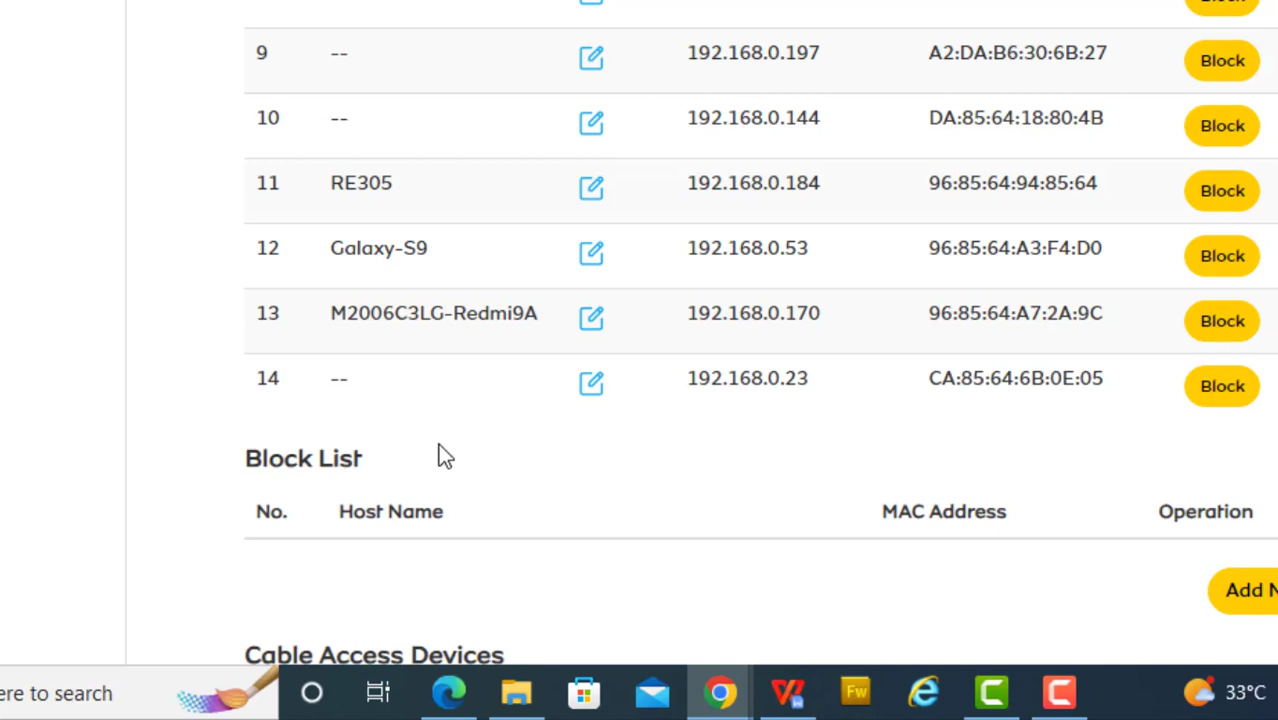 Block
9 -- 192.168.0.197 A2:DA:B6:30:6B:27 Block
10 -- 192.168.0.144 DA:85:64:18:80:4B Block
11 RE305 192.168.0.184 96:85:64:94:85:64 Block
12 Galaxy-S9 192.168.0.53 96:85:64:A3:F4:D0 Block
13 M2006C3LG-Redmi9A 192.168.0.170 96:85:64:A7:2A:9C Block
14 -- 192.168.0.23 CA:85:64:6B:0E:05 Block
Block List
No. Host Name MAC Address Operation
Add N
Cable Access Devices
ere to search Fw 33°C